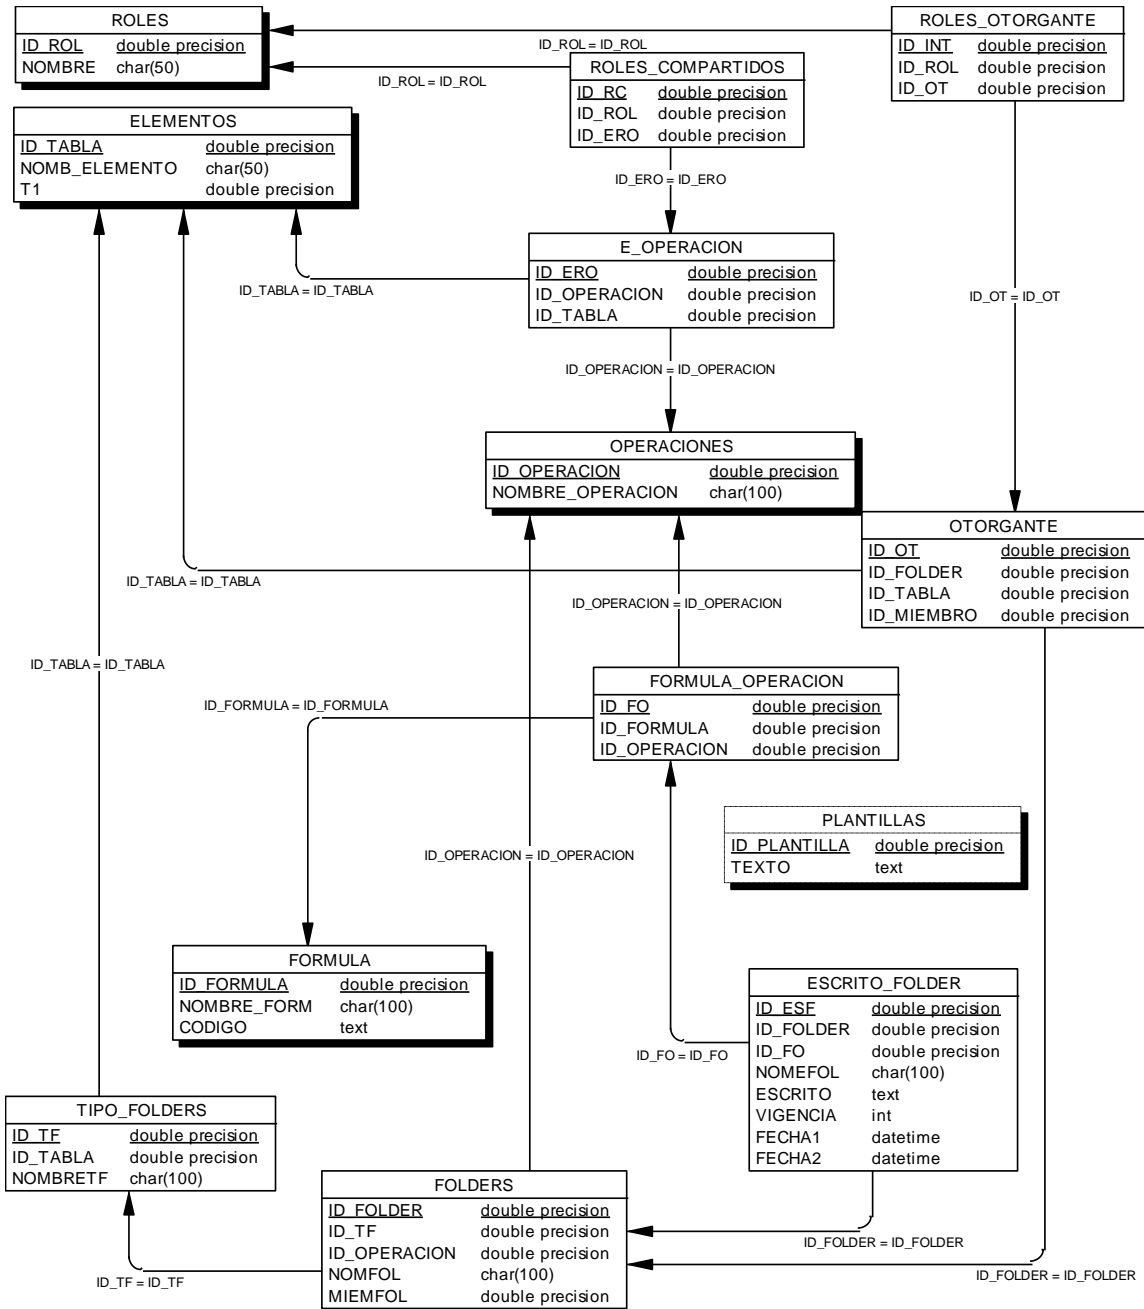 ROLES
ID_ROL double precision
NOMBRE char(50)
ROLES_OTORGANTE
ID_INT double precision
ID_ROL double precision
ID_OT double precision
ID_ROL = ID_ROL
ID_ROL = ID_ROL
ROLES_COMPARTIDOS
ID_RC double precision
ID_ROL double precision
ID_ERO double precision
ELEMENTOS
ID_TABLA double precision
NOMB_ELEMENTO char(50)
T1 double precision
ID_ERO = ID_ERO
E_OPERACION
ID_ERO double precision
ID_OPERACION double precision
ID_TABLA double precision
ID_TABLA = ID_TABLA
ID_OT = ID_OT
ID_OPERACION = ID_OPERACION
OPERACIONES
ID_OPERACION double precision
NOMBRE_OPERACION char(100)
OTORGANTE
ID_OT double precision
ID_FOLDER double precision
ID_TABLA double precision
ID_MIEMBRO double precision
ID_TABLA = ID_TABLA
ID_OPERACION = ID_OPERACION
ID_TABLA = ID_TABLA
FORMULA_OPERACION
ID_FO double precision
ID_FORMULA double precision
ID_OPERACION double precision
ID_FORMULA = ID_FORMULA
PLANTILLAS
ID_PLANTILLA double precision
TEXTO text
ID_OPERACION = ID_OPERACION
FORMULA
ID_FORMULA double precision
NOMBRE_FORM char(100)
CODIGO text
ESCRITO_FOLDER
ID_ESF double precision
ID_FOLDER double precision
ID_FO double precision
NOMEFOL char(100)
ESCRITO text
VIGENCIA int
FECHA1 datetime
FECHA2 datetime
ID_FO = ID_FO
TIPO_FOLDERS
ID_TF double precision
ID_TABLA double precision
NOMBRETF char(100)
FOLDERS
ID_FOLDER double precision
ID_TF double precision
ID_OPERACION double precision
NOMFOL char(100)
MIEMFOL double precision
ID_FOLDER = ID_FOLDER
ID_TF = ID_TF
ID_FOLDER = ID_FOLDER